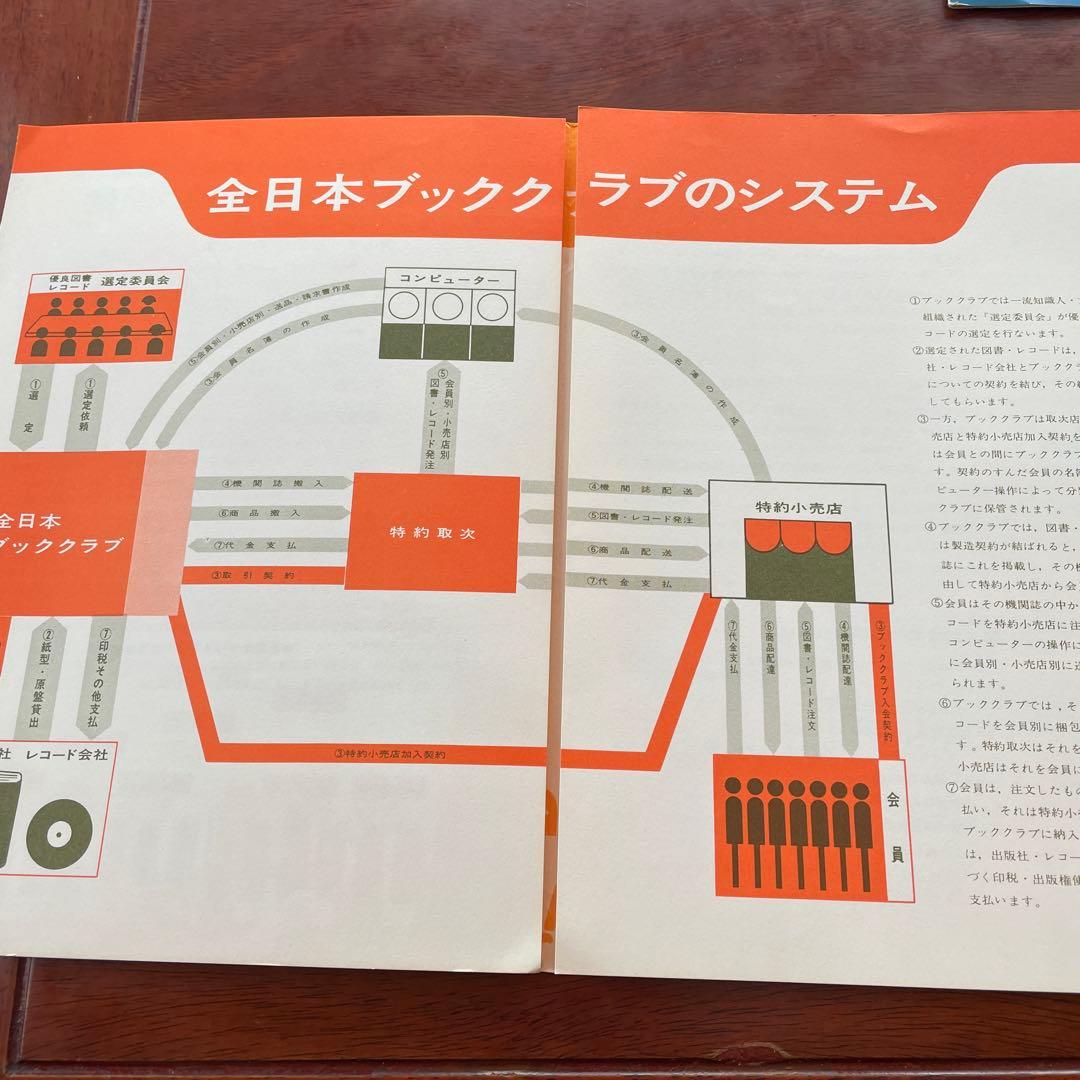 全日本ブッククラブのシステム
優良図書
レコード 選定委員会
コンピューター
⑤会員別・小売店別・送品・請求書作成
③会員名簿の作成
③会員名簿の作成
①選定
①選定依頼
⑤会員別・小売店別
図書・レコード発注
全日本
ブッククラブ
④機関誌搬入
⑥商品搬入
⑦代金支払
③取引契約
特約取次
④機関誌配送
⑤図書・レコード発注
⑥商品配送
⑦代金支払
特約小売店
②紙型・原盤貸出
⑦印税その他支払
社 レコード会社
③特約小売店加入契約
⑦代金支払
⑥商品配達
⑤図書・レコード注文
④機関誌配達
③ブッククラブ入会契約
会員
①ブッククラブでは一流知識人・
組織された「選定委員会」が優
コードの選定を行ないます。
②選定された図書・レコードは，
社・レコード会社とブックク
についての契約を結び，その
してもらいます。
③一方，ブッククラブは取次店
売店と特約小売店加入契約を
は会員との間にブッククラブ
す。契約のすんだ会員の名
ピューター操作によって分
クラブに保管されます。
④ブッククラブでは，図書・
は製造契約が結ばれると，
誌にこれを掲載し，その機
由して特約小売店から会
⑤会員はその機関誌の中か
コードを特約小売店に注
コンピューターの操作に
に会員別・小売店別に
られます。
⑥ブッククラブでは，そ
コードを会員別に梱包
す。特約取次はそれを
小売店はそれを会員に
⑦会員は，注文したもの
払い，それは特約小
ブッククラブに納入
は，出版社・レコー
づく印税・出版権使
支払います。